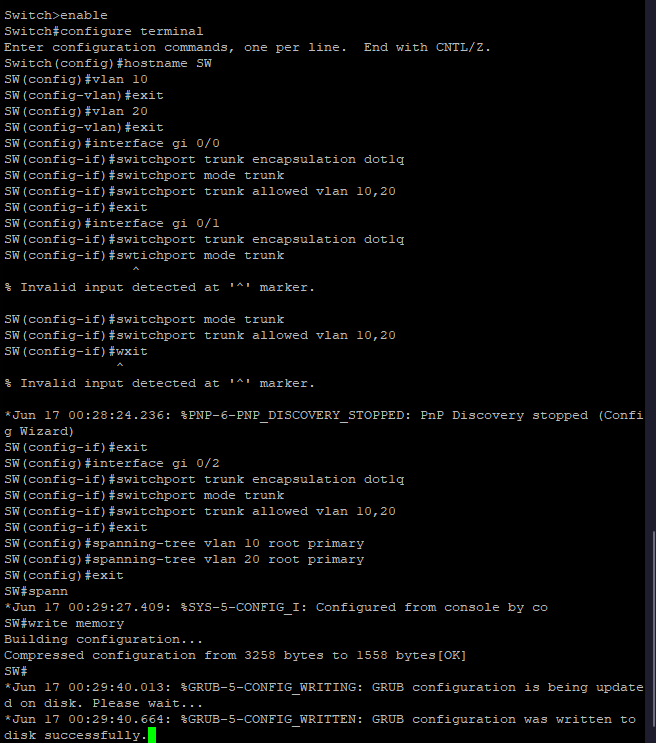 Switch>enable
Switch#configure terminal
Enter configuration commands, one per line.  End with CNTL/Z.
Switch(config)#hostname SW
SW(config)#vlan 10
SW(config-vlan)#exit
SW(config)#vlan 20
SW(config-vlan)#exit
SW(config)#interface gi 0/0
SW(config-if)#switchport trunk encapsulation dot1q
SW(config-if)#switchport mode trunk
SW(config-if)#switchport trunk allowed vlan 10,20
SW(config-if)#exit
SW(config)#interface gi 0/1
SW(config-if)#switchport trunk encapsulation dot1q
SW(config-if)#swtichport mode trunk
                ^
% Invalid input detected at '^' marker.

SW(config-if)#switchport mode trunk
SW(config-if)#switchport trunk allowed vlan 10,20
SW(config-if)#wxit
              ^
% Invalid input detected at '^' marker.

*Jun 17 00:28:24.236: %PNP-6-PNP_DISCOVERY_STOPPED: PnP Discovery stopped (Confi
g Wizard)
SW(config-if)#exit
SW(config)#interface gi 0/2
SW(config-if)#switchport trunk encapsulation dot1q
SW(config-if)#switchport mode trunk
SW(config-if)#switchport trunk allowed vlan 10,20
SW(config-if)#exit
SW(config)#spanning-tree vlan 10 root primary
SW(config)#spanning-tree vlan 20 root primary
SW(config)#exit
SW#spann
*Jun 17 00:29:27.409: %SYS-5-CONFIG_I: Configured from console by co
SW#write memory
Building configuration...
Compressed configuration from 3258 bytes to 1558 bytes[OK]
SW#
*Jun 17 00:29:40.013: %GRUB-5-CONFIG_WRITING: GRUB configuration is being update
d on disk. Please wait...
*Jun 17 00:29:40.664: %GRUB-5-CONFIG_WRITTEN: GRUB configuration was written to
disk successfully.